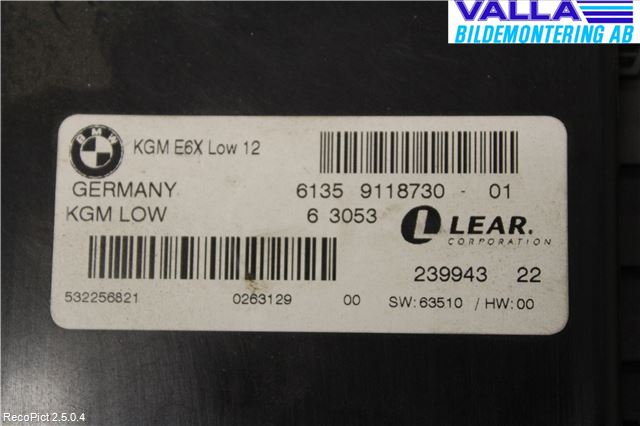 VALLA
BILDEMONTERING AB
BMW
KGM E6X Low 12
GERMANY
6135 9118730 - 01
KGM LOW
6 3053
LEAR.
CORPORATION
239943 22
532256821
0263129 00
SW: 63510 / HW: 00
RecoPict 2.5.0.4